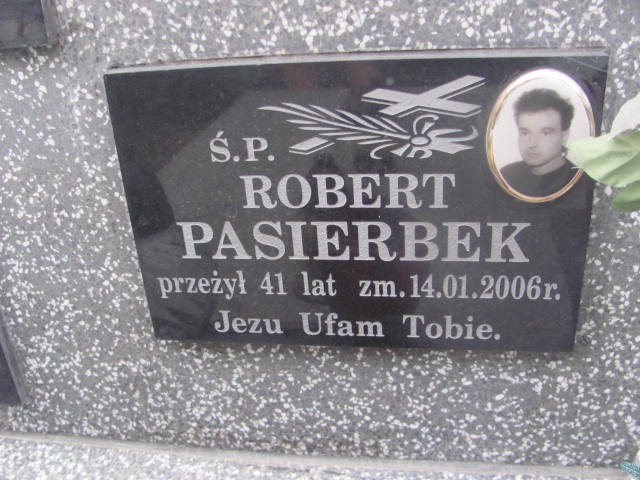 Ś.P.
ROBERT
PASIERBEK
przeżył 41 lat zm.14.01.2006r.
Jezu Ufam Tobie.